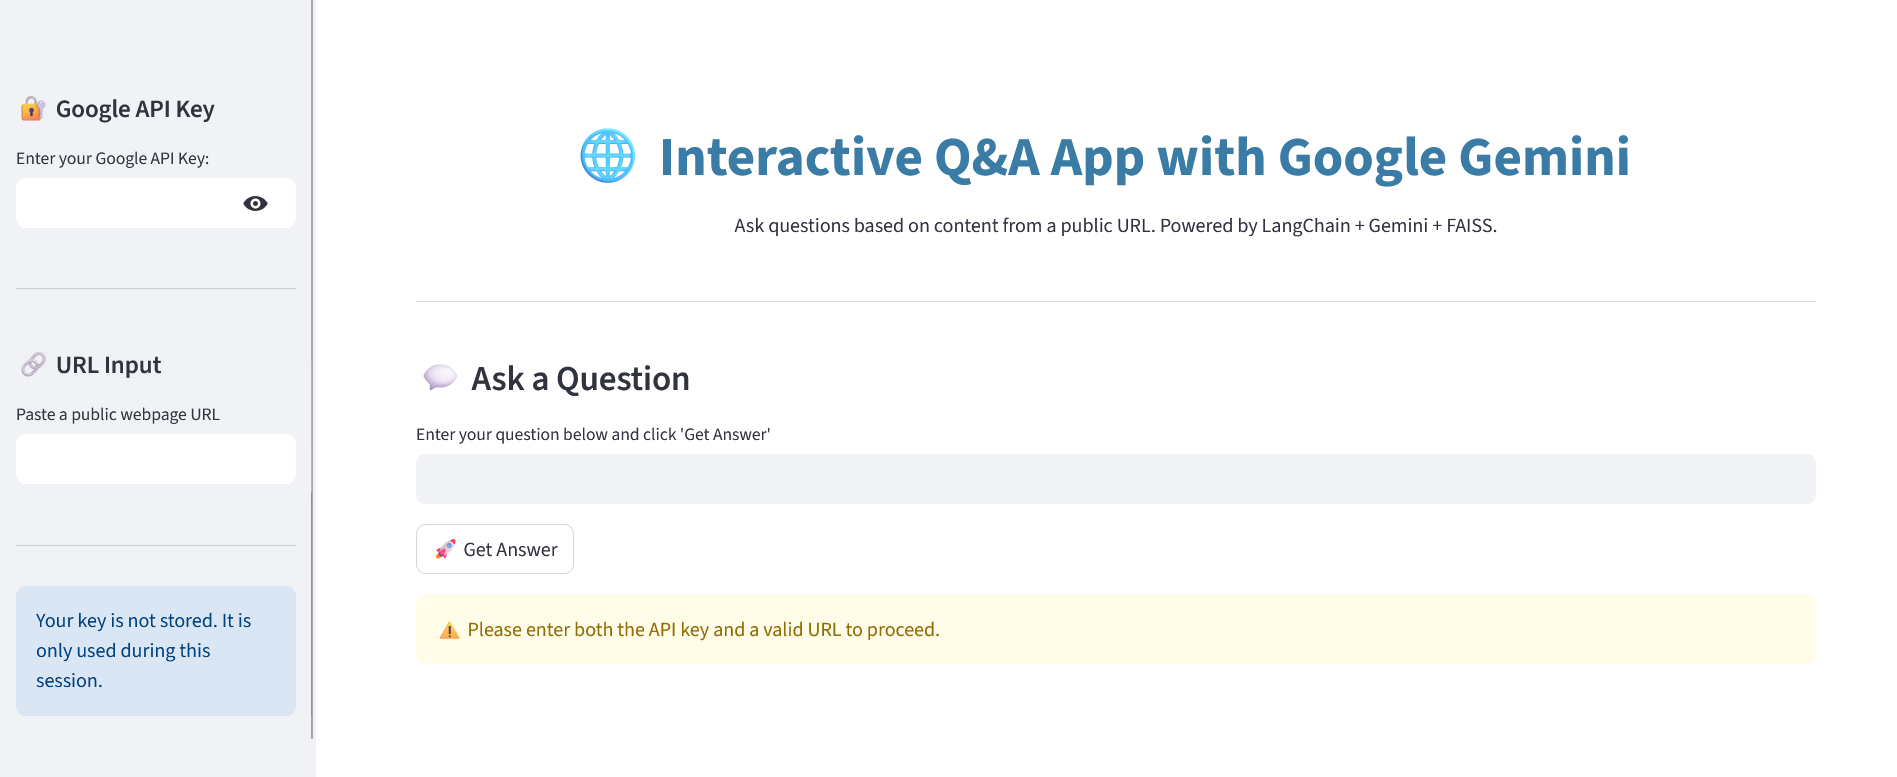 🔐 Google API Key
Enter your Google API Key:
🔗 URL Input
Paste a public webpage URL
Your key is not stored. It is
only used during this
session.
🌐 Interactive Q&A App with Google Gemini
Ask questions based on content from a public URL. Powered by LangChain + Gemini + FAISS.
💬 Ask a Question
Enter your question below and click 'Get Answer'
🚀 Get Answer
⚠️ Please enter both the API key and a valid URL to proceed.